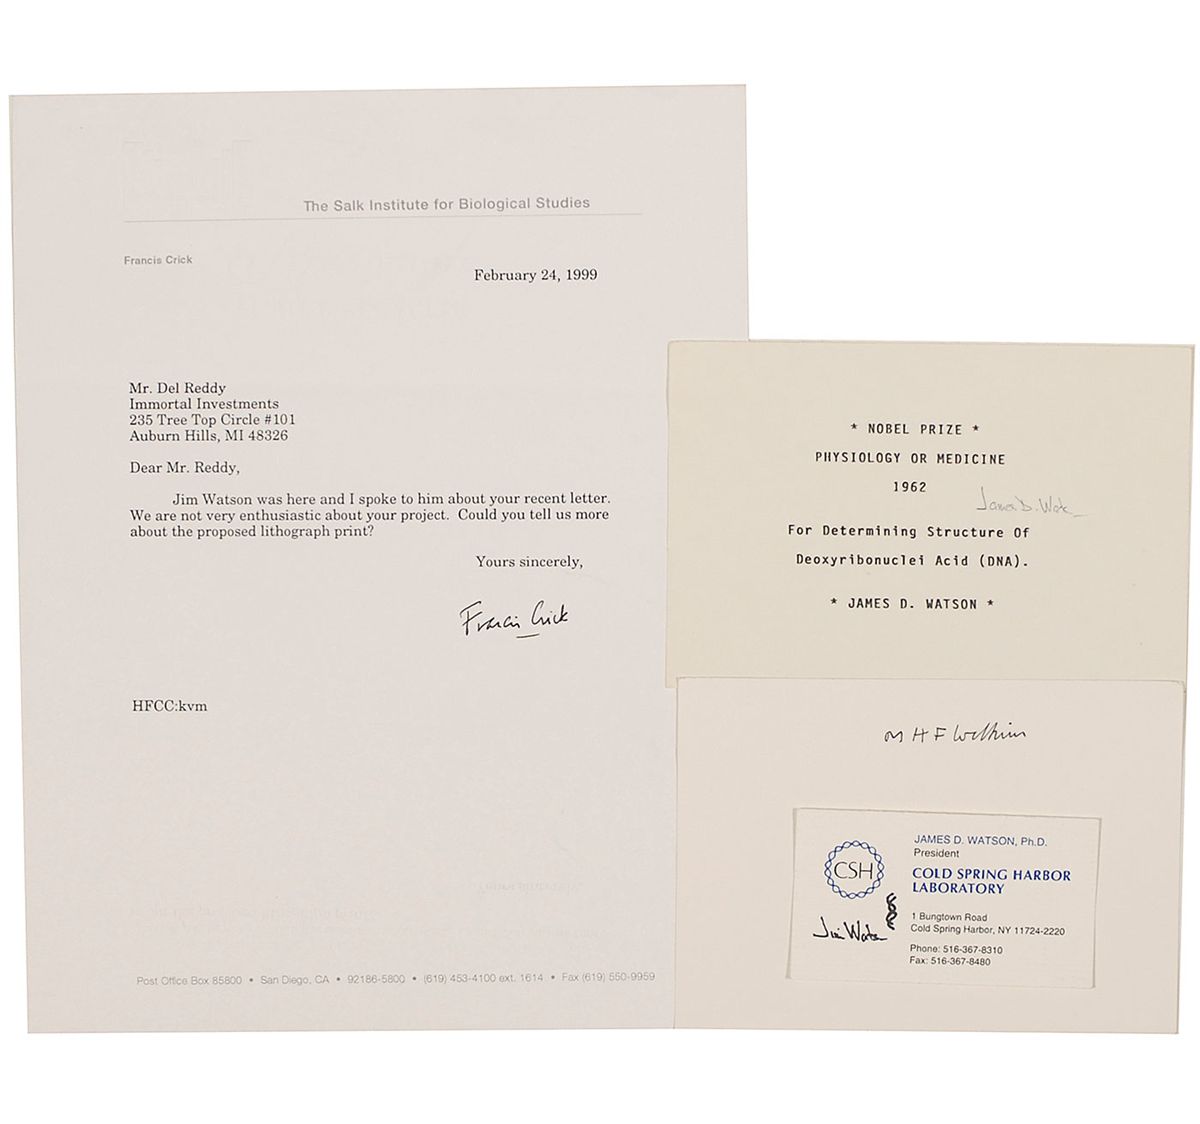 The Salk Institute for Biological Studies
Francis Crick
February 24, 1999
Mr. Del Reddy
Immortal Investments
235 Tree Top Circle #101
Auburn Hills, MI 48326
Dear Mr. Reddy,
Jim Watson was here and I spoke to him about your recent letter.
We are not very enthusiastic about your project. Could you tell us more
about the proposed lithograph print?
Yours sincerely,
Francis Crick
HFCC:kvm
Post Office Box 85800 • San Diego, CA • 92186-5800 • (619) 453-4100 ext. 1614 • Fax (619) 550-9959
* NOBEL PRIZE *
PHYSIOLOGY OR MEDICINE
1962
James D. Watson
For Determining Structure Of
Deoxyribonuclei Acid (DNA).
* JAMES D. WATSON *
M H F Wilkins
CSH
Jim Watson
JAMES D. WATSON, Ph.D.
President
COLD SPRING HARBOR
LABORATORY
1 Bungtown Road
Cold Spring Harbor, NY 11724-2220
Phone: 516-367-8310
Fax: 516-367-8480